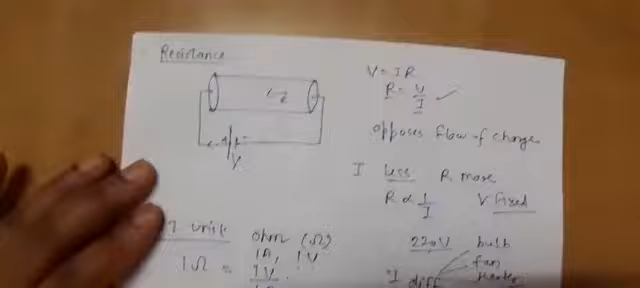 Resistance
V = IR
R = V/I
opposes flow of charge
V
I Less R more
R ∝ 1/I V Fixed
unit ohm (Ω)
1A, 1V
1Ω = 1V
220V bulb
fan
heater
I diff